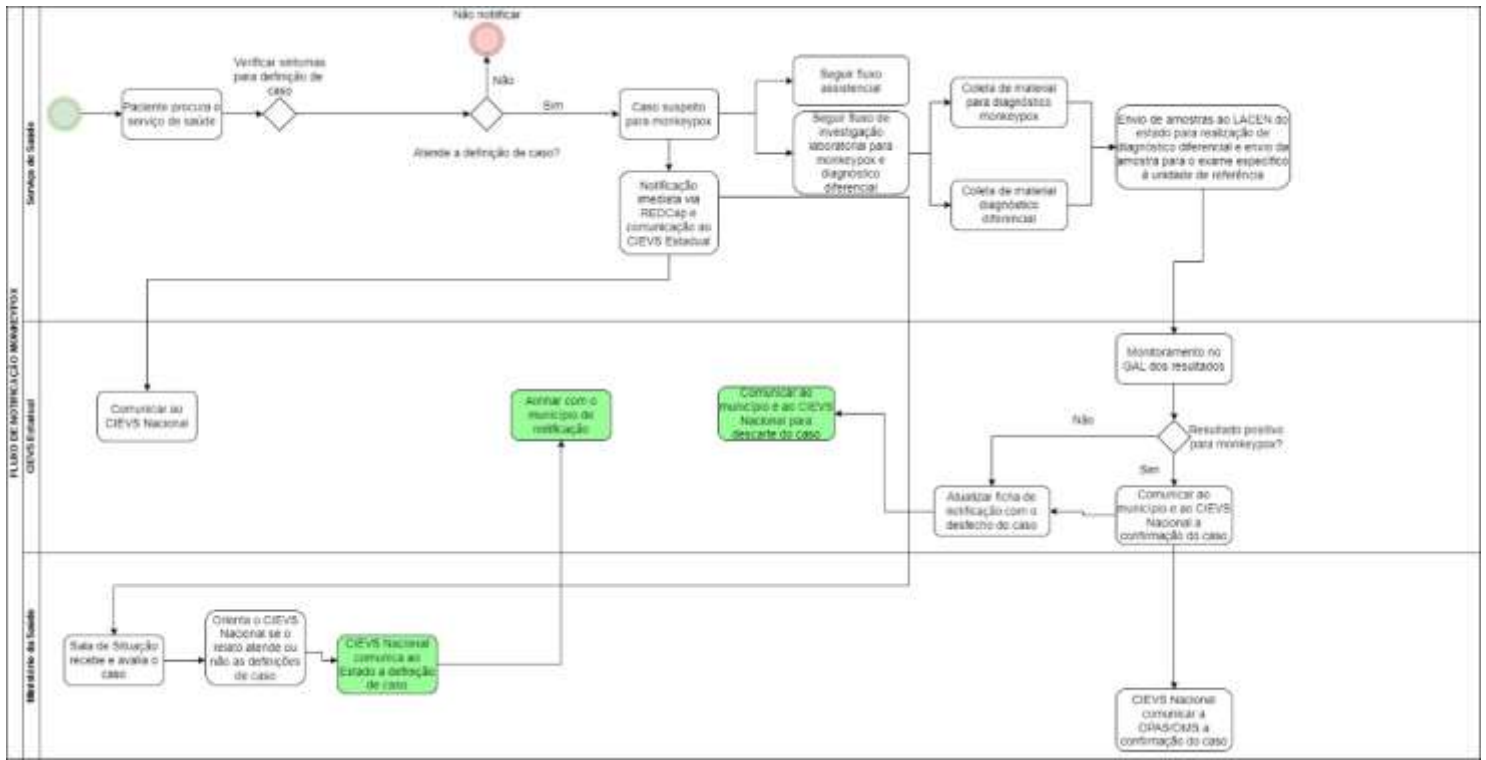 FLUXO DE NOTIFICAÇÃO MONKEYPOX
Serviço de Saúde
Paciente procura o
serviço de saúde
Verificar sintomas
para definição de
caso
Não notificar
Não
Sim
Atende a definição de caso?
Caso suspeito
para monkeypox
Notificação
imediata via
REDCap e
comunicação ao
CIEVS Estadual
Seguir fluxo
assistencial
Seguir fluxo de
investigação
laboratorial para
monkeypox e
diagnóstico
diferencial
Coleta de material
para diagnóstico
monkeypox
Coleta de material
diagnóstico
diferencial
Envio de amostras ao LACEN do
estado para realização de
diagnóstico diferencial e envio da
amostra para o exame específico
à unidade de referência
CIEVS Estadual
Comunicar ao
CIEVS Nacional
Alinhar com o
município de
notificação
Comunicar ao
município e ao CIEVS
Nacional para
descarte do caso
Monitoramento no
GAL dos resultados
Não
Resultado positivo
para monkeypox?
Sim
Atualizar ficha de
notificação com o
desfecho do caso
Comunicar ao
município e ao CIEVS
Nacional a
confirmação do caso
Ministério da Saúde
Sala de Situação
recebe e avalia o
caso
Orienta o CIEVS
Nacional se o
relato atende ou
não as definições
de caso
CIEVS Nacional
comunica ao
Estado a definição
de caso
CIEVS Nacional
comunicar a
OPAS/OMS a
confirmação do caso